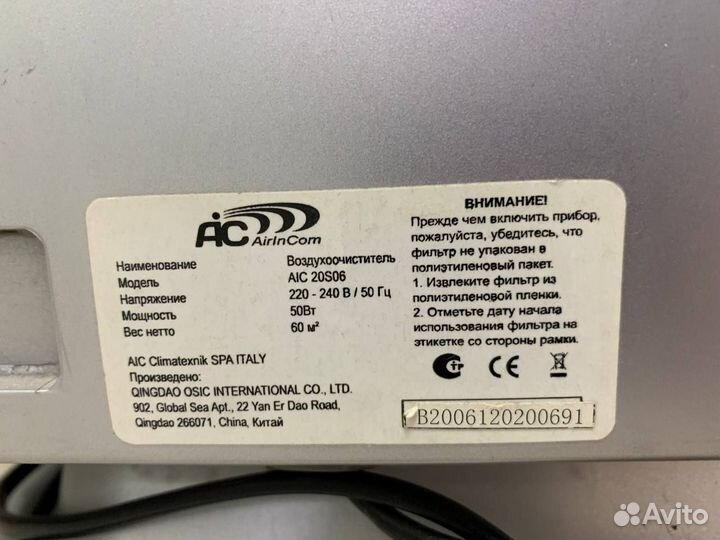 AIC
AirInCom
Наименование Воздухоочиститель
Модель AIC 20S06
Напряжение 220 - 240 В / 50 Гц
Мощность 50Вт
Вес нетто 60 м²
AIC Climatexnik SPA ITALY
Произведено:
QINGDAO OSIC INTERNATIONAL CO., LTD.
902, Global Sea Apt., 22 Yan Er Dao Road,
Qingdao 266071, China, Китай
ВНИМАНИЕ!
Прежде чем включить прибор,
пожалуйста, убедитесь, что
фильтр не упакован в
полиэтиленовый пакет.
1. Извлеките фильтр из
полиэтиленовой пленки.
2. Отметьте дату начала
использования фильтра на
этикетке со стороны рамки.
CE
B2006120200691
Avito